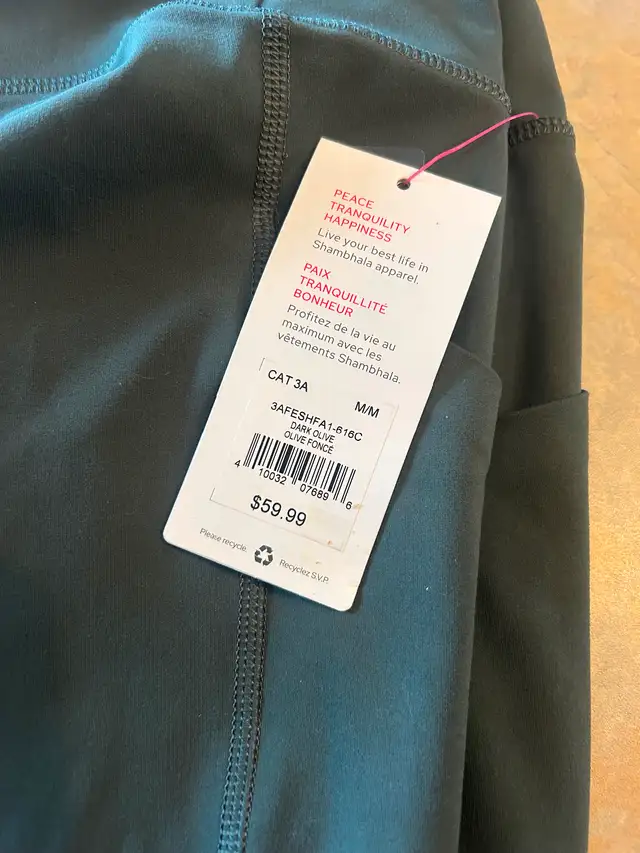 PEACE
TRANQUILITY
HAPPINESS
Live your best life in
Shambhala apparel.
PAIX
TRANQUILLITÉ
BONHEUR
Profitez de la vie au
maximum avec les
vêtements Shambhala.
CAT 3A
M/M
3AFESHFA1-616C
DARK OLIVE
OLIVE FONCÉ
4 10032 07689 6
$59.99
Please recycle.
Recyclez S.V.P.